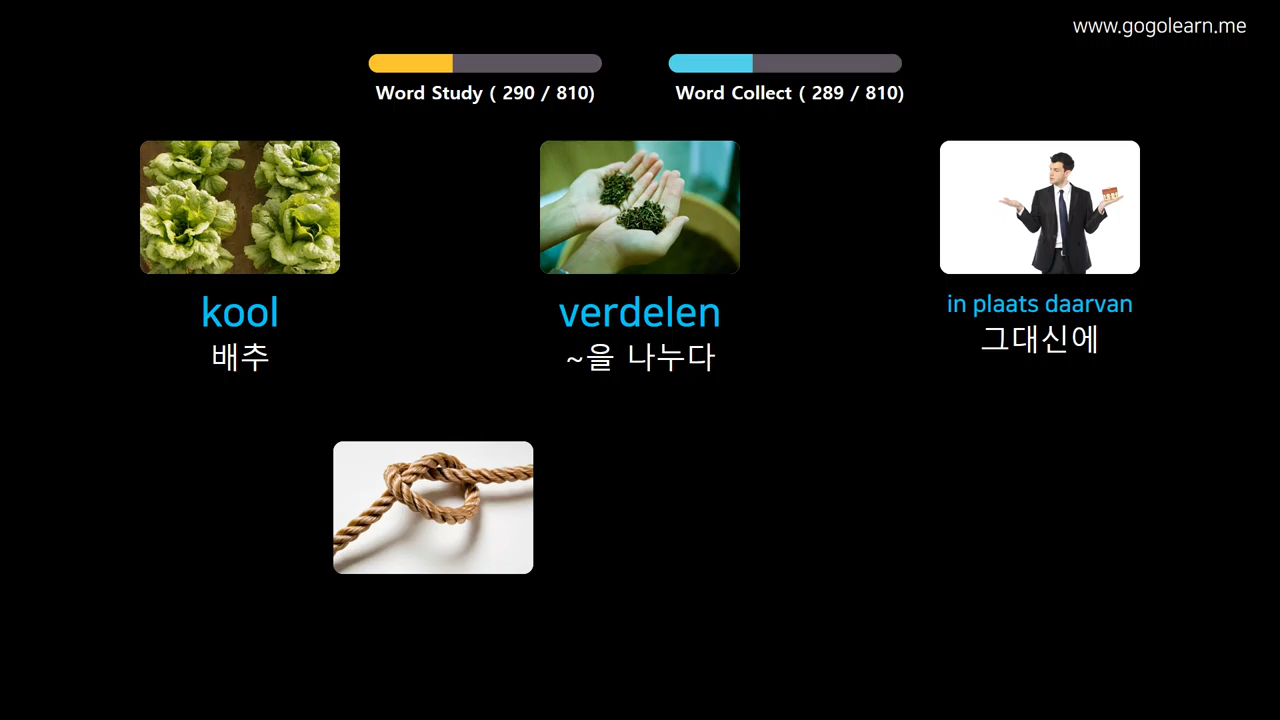 www.gogolearn.me
Word Study ( 290 / 810)
Word Collect ( 289 / 810)
kool
배추
verdelen
~을 나누다
in plaats daarvan
그대신에